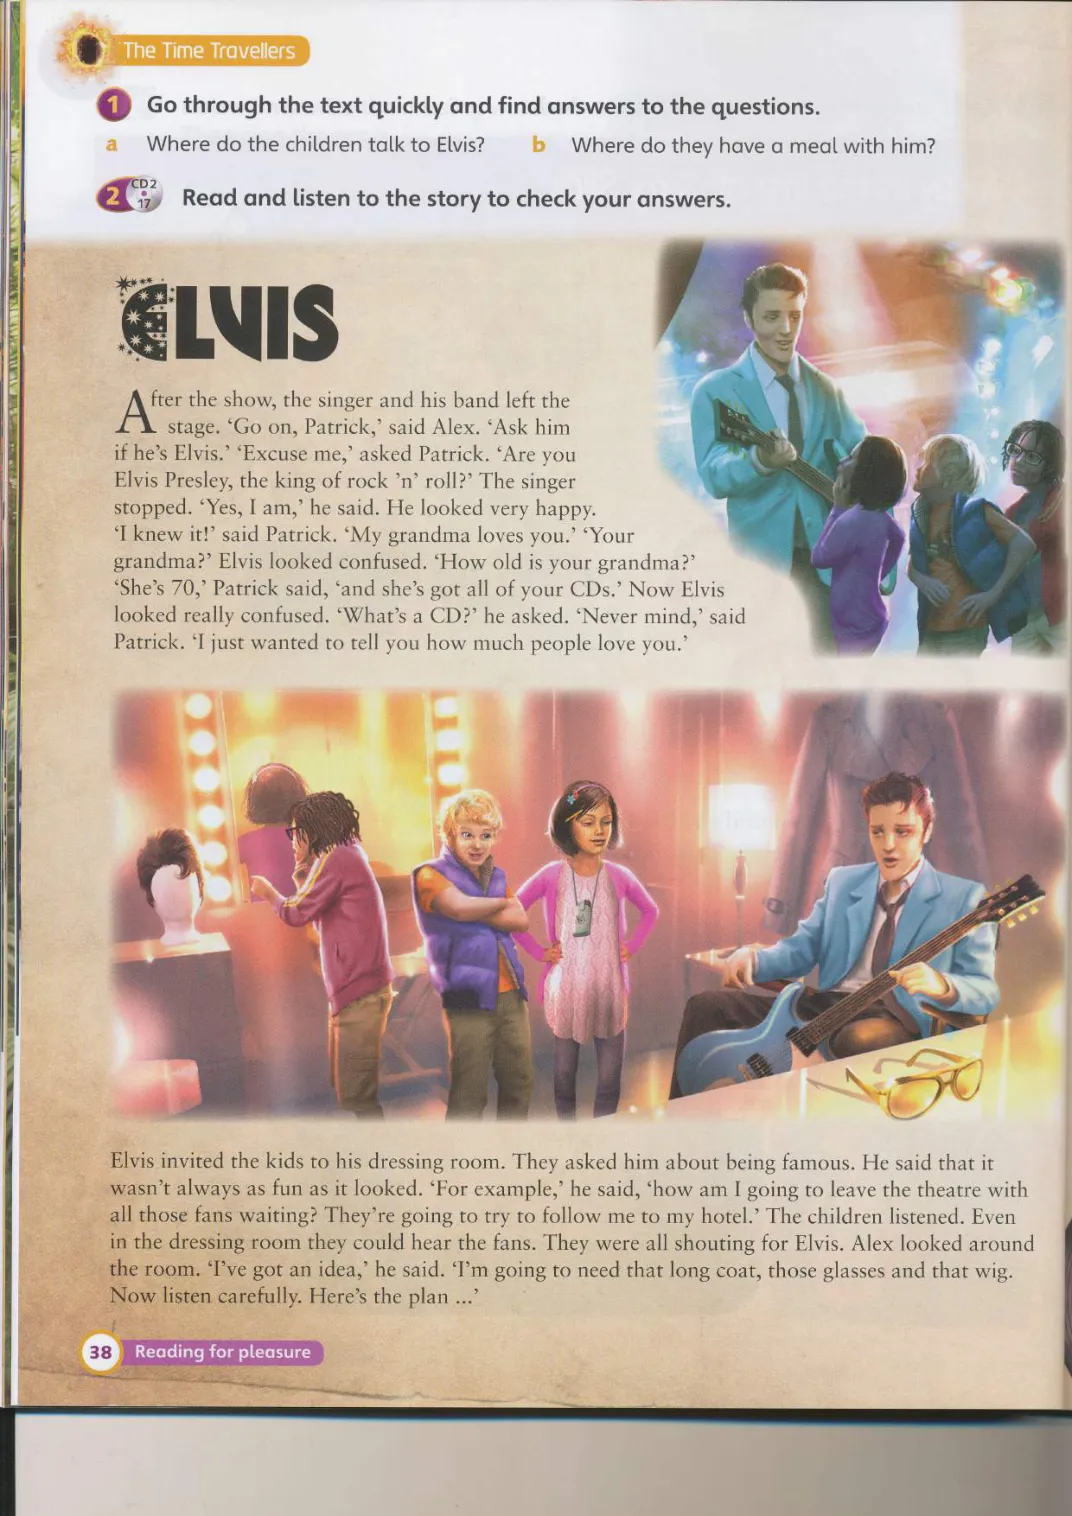 The Time Travellers
1 Go through the text quickly and find answers to the questions.
a Where do the children talk to Elvis? b Where do they have a meal with him?
2 CD2 17 Read and listen to the story to check your answers.
ELVIS
After the show, the singer and his band left the
stage. ‘Go on, Patrick,’ said Alex. ‘Ask him
if he’s Elvis.’ ‘Excuse me,’ asked Patrick. ‘Are you
Elvis Presley, the king of rock ’n’ roll?’ The singer
stopped. ‘Yes, I am,’ he said. He looked very happy.
‘I knew it!’ said Patrick. ‘My grandma loves you.’ ‘Your
grandma?’ Elvis looked confused. ‘How old is your grandma?’
‘She’s 70,’ Patrick said, ‘and she’s got all of your CDs.’ Now Elvis
looked really confused. ‘What’s a CD?’ he asked. ‘Never mind,’ said
Patrick. ‘I just wanted to tell you how much people love you.’
Elvis invited the kids to his dressing room. They asked him about being famous. He said that it
wasn’t always as fun as it looked. ‘For example,’ he said, ‘how am I going to leave the theatre with
all those fans waiting? They’re going to try to follow me to my hotel.’ The children listened. Even
in the dressing room they could hear the fans. They were all shouting for Elvis. Alex looked around
the room. ‘I’ve got an idea,’ he said. ‘I’m going to need that long coat, those glasses and that wig.
Now listen carefully. Here’s the plan ...’
38 Reading for pleasure